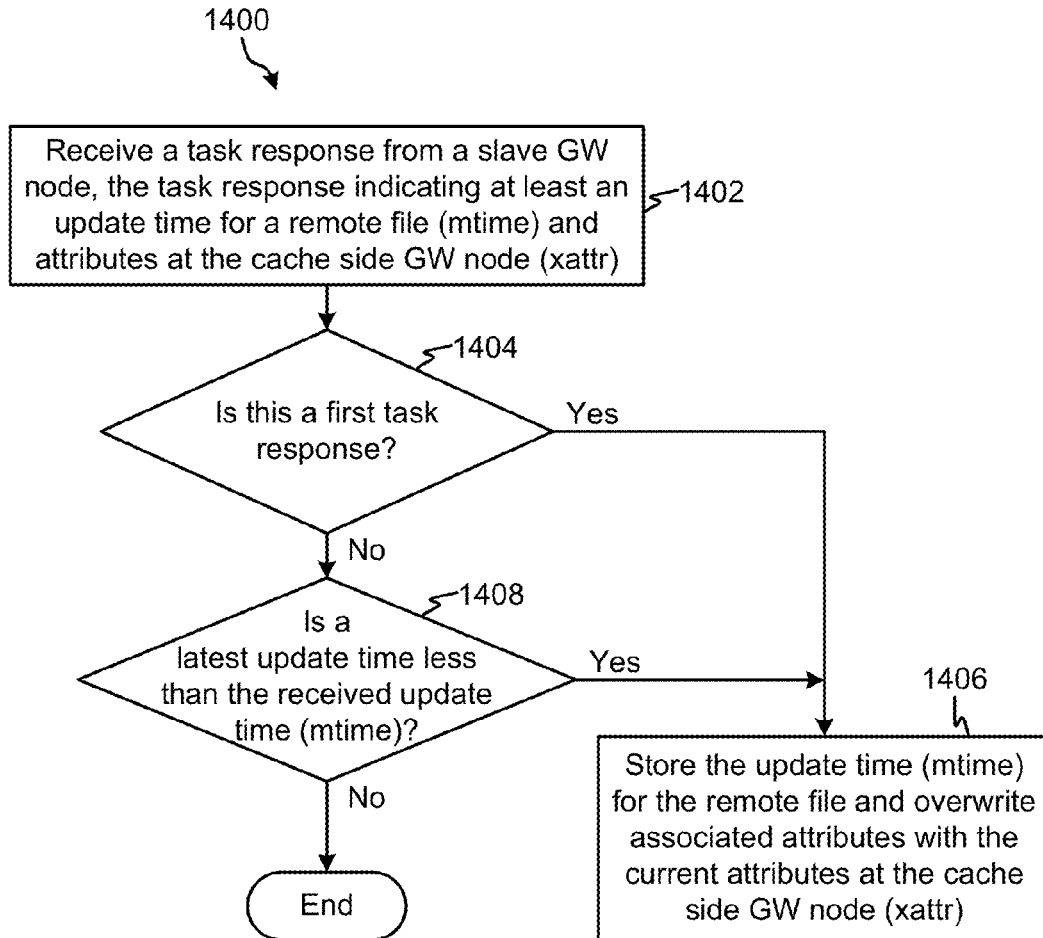 1400
Receive a task response from a slave GW
node, the task response indicating at least an
update time for a remote file (mtime) and
attributes at the cache side GW node (xattr)
1402
1404
Is this a first task
response?
Yes
No
1408
Is a
latest update time less
than the received update
time (mtime)?
Yes
No
1406
Store the update time (mtime)
for the remote file and overwrite
associated attributes with the
current attributes at the cache
side GW node (xattr)
End